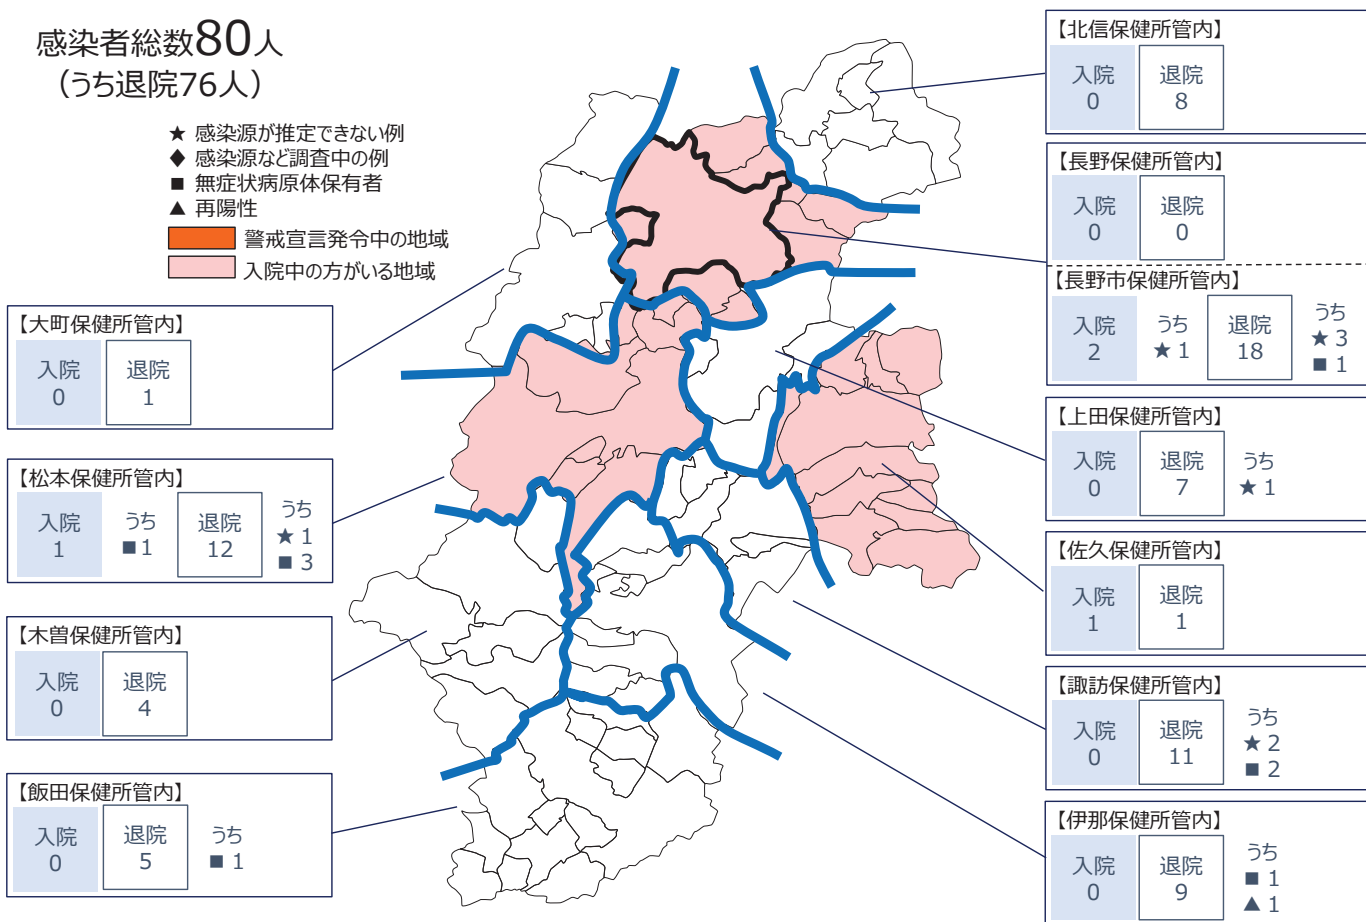 感染者総数80人
(うち退院76人)
★ 感染源が推定できない例
◆ 感染源など調査中の例
■ 無症状病原体保有者
▲ 再陽性
警戒宣言発令中の地域
入院中の方がいる地域
【大町保健所管内】
入院 退院
0 1
【松本保健所管内】
入院 うち 退院 うち
1 ■1 12 ★ 1
■ 3
【木曽保健所管内】
入院 退院
0 4
【飯田保健所管内】
入院 退院 うち
0 5 ■ 1
【北信保健所管内】
入院 退院
0 8
【長野保健所管内】
入院 退院
0 0
【長野市保健所管内】
入院 うち 退院 うち
2 ★ 1 18 ★ 3
■ 1
【上田保健所管内】
入院 退院 うち
0 7 ★ 1
【佐久保健所管内】
入院 退院
1 1
【諏訪保健所管内】
入院 退院 うち
0 11 ★ 2
■ 2
【伊那保健所管内】
入院 退院 うち
0 9 ■ 1
▲ 1